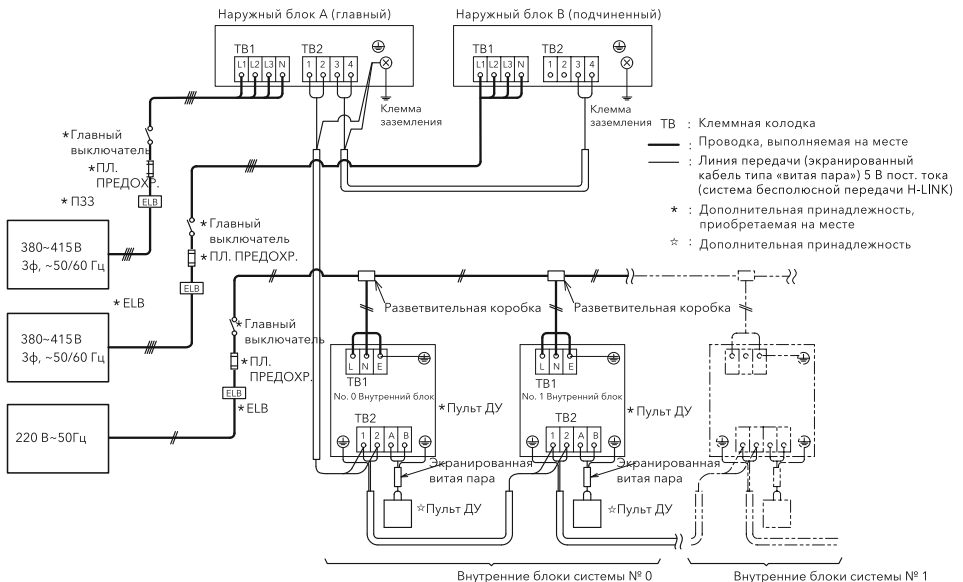 Наружный блок A (главный)
Наружный блок B (подчиненный)
TB1 TB2
L1 L2 L3 N 1 2 3 4
TB1 TB2
L1 L2 L3 N 1 2 3 4
Клемма
заземления
Клемма
заземления
TB : Клеммная колодка
: Проводка, выполняемая на месте
: Линия передачи (экранированный
кабель типа «витая пара») 5 В пост. тока
(система бесполюсной передачи H-LINK)
* : Дополнительная принадлежность,
приобретаемая на месте
☆ : Дополнительная принадлежность
*Главный
выключатель
*ПЛ.
ПРЕДОХР.
* ПЗЗ
ELB
380~415 В
3ф, ~50/60 Гц
*Главный
выключатель
*ПЛ. ПРЕДОХР.
ELB
* ELB
380~415 В
3ф, ~50/60 Гц
*Главный
выключатель
*ПЛ.
ПРЕДОХР.
ELB
*ELB
220 В~50Гц
Разветвительная коробка
Разветвительная коробка
L N E
TB1
No. 0 Внутренний блок
TB2
1 2 A B
*Пульт ДУ
Экранированная
витая пара
☆Пульт ДУ
L N E
TB1
No. 1 Внутренний блок
TB2
1 2 A B
*Пульт ДУ
Экранированная
витая пара
☆Пульт ДУ
Внутренние блоки системы № 0
Внутренние блоки системы № 1